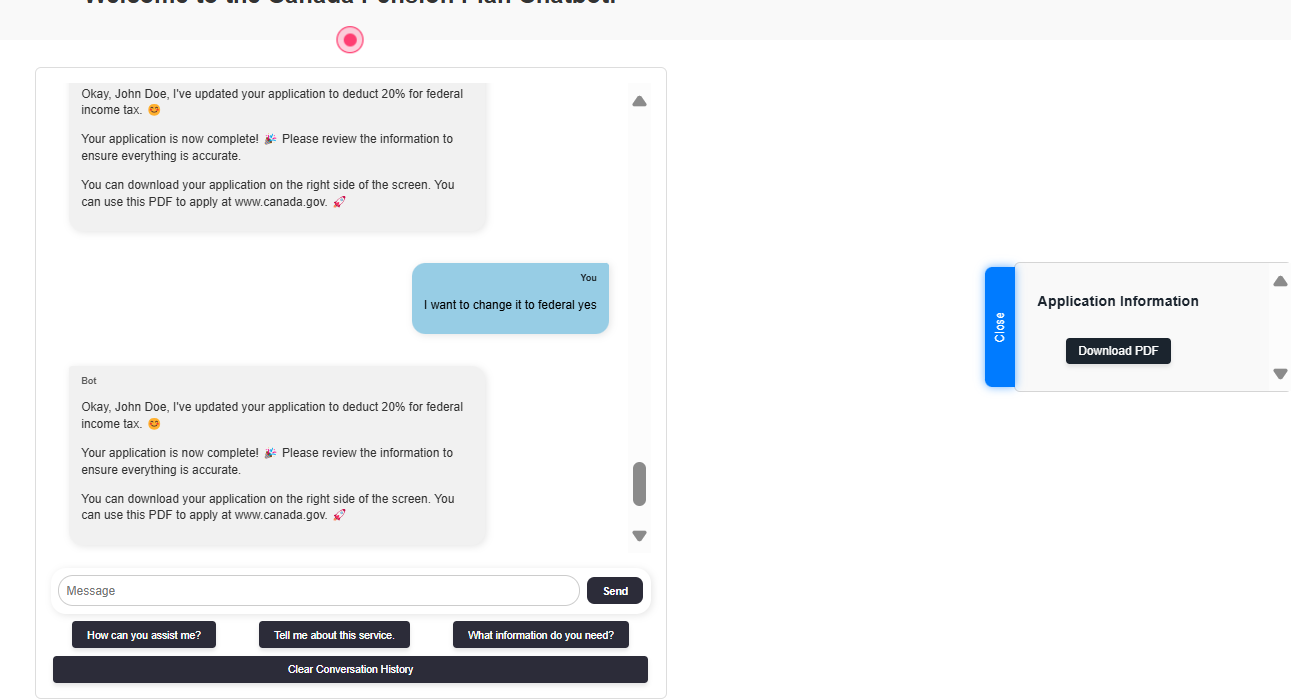 Welcome to the Canada Pension Plan Chatbot!
Okay, John Doe, I've updated your application to deduct 20% for federal
income tax. 😊
Your application is now complete! 🎉 Please review the information to
ensure everything is accurate.
You can download your application on the right side of the screen. You
can use this PDF to apply at www.canada.gov. 🚀
You
I want to change it to federal yes
Bot
Okay, John Doe, I've updated your application to deduct 20% for federal
income tax. 😊
Your application is now complete! 🎉 Please review the information to
ensure everything is accurate.
You can download your application on the right side of the screen. You
can use this PDF to apply at www.canada.gov. 🚀
Message
Send
How can you assist me?
Tell me about this service.
What information do you need?
Clear Conversation History
Close
Application Information
Download PDF